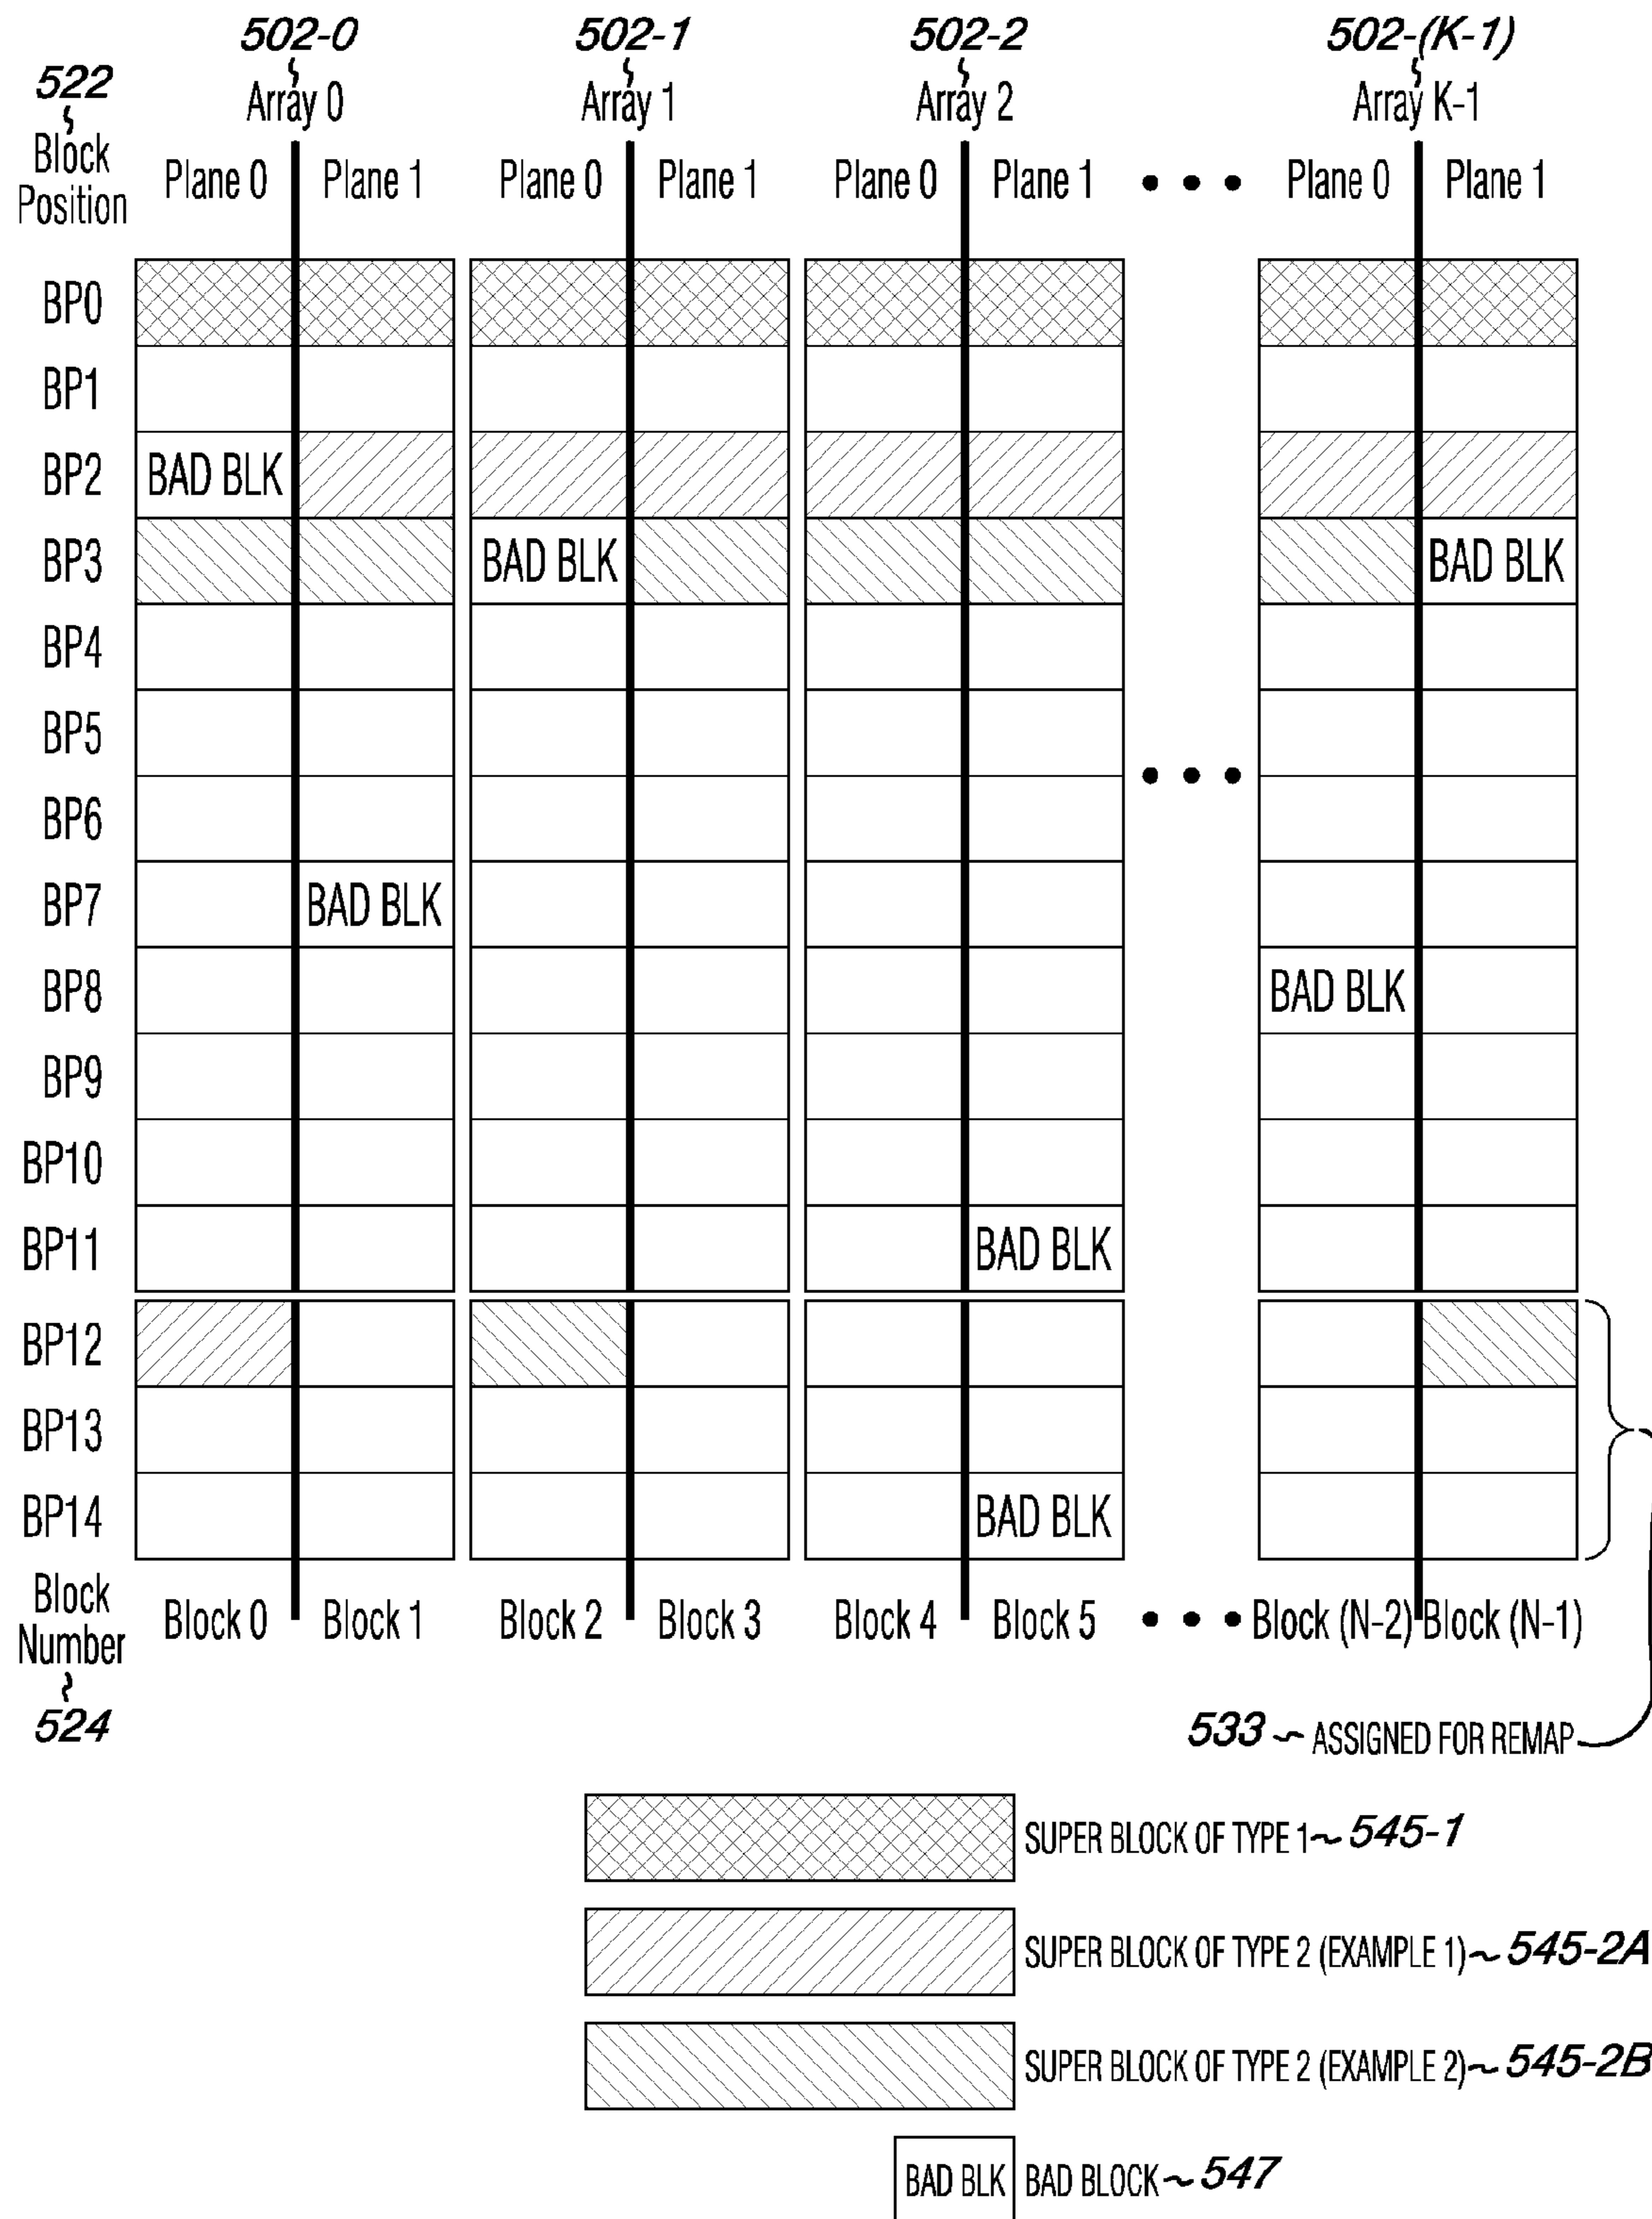 502-0 502-1 502-2 502-(K-1)
522 Array 0 Array 1 Array 2 Array K-1
Block
Position Plane 0 Plane 1 Plane 0 Plane 1 Plane 0 Plane 1 • • • Plane 0 Plane 1
BP0
BP1
BP2 BAD BLK
BP3 BAD BLK BAD BLK
BP4
BP5
• • •
BP6
BP7 BAD BLK
BP8 BAD BLK
BP9
BP10
BP11 BAD BLK
BP12
BP13
BP14 BAD BLK
Block
Number Block 0 Block 1 Block 2 Block 3 Block 4 Block 5 • • • Block (N-2) Block (N-1)
524
533 ~ ASSIGNED FOR REMAP
SUPER BLOCK OF TYPE 1~ 545-1
SUPER BLOCK OF TYPE 2 (EXAMPLE 1)~ 545-2A
SUPER BLOCK OF TYPE 2 (EXAMPLE 2)~ 545-2B
BAD BLK BAD BLOCK ~ 547